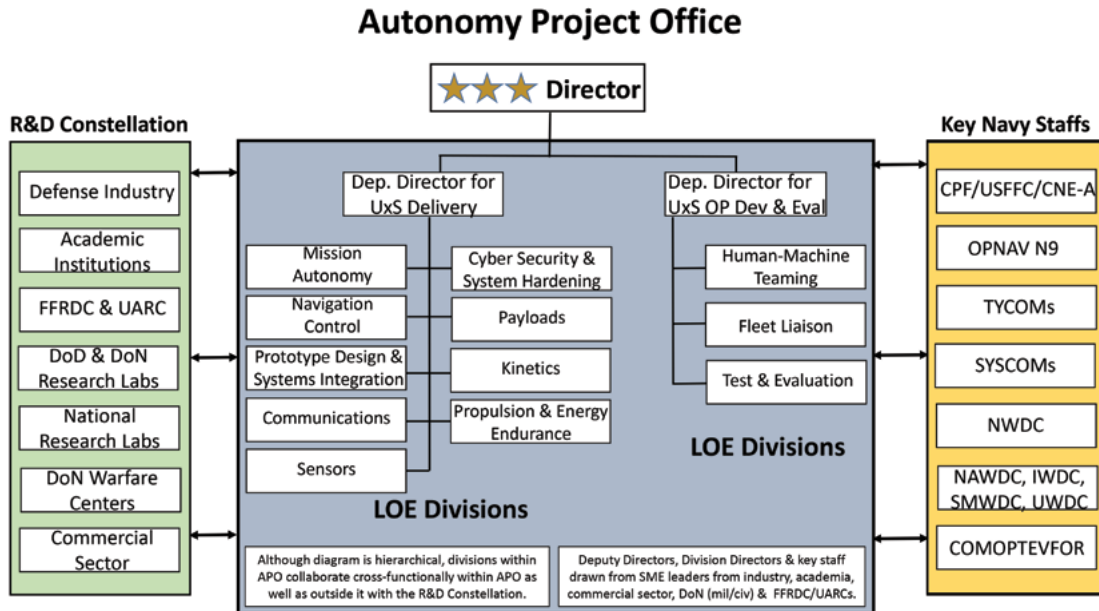 Autonomy Project Office
Director
R&D Constellation
Defense Industry
Academic
Institutions
FFRDC & UARC
DoD & DoN
Research Labs
National
Research Labs
DoN Warfare
Centers
Commercial
Sector
Dep. Director for
UxS Delivery
Mission
Autonomy
Navigation
Control
Prototype Design &
Systems Integration
Communications
Sensors
Cyber Security &
System Hardening
Payloads
Kinetics
Propulsion & Energy
Endurance
LOE Divisions
Dep. Director for
UxS OP Dev & Eval
Human-Machine
Teaming
Fleet Liaison
Test & Evaluation
LOE Divisions
Although diagram is hierarchical, divisions within
APO collaborate cross-functionally within APO as
well as outside it with the R&D Constellation.
Deputy Directors, Division Directors & key staff
drawn from SME leaders from industry, academia,
commercial sector, DoN (mil/civ) & FFRDC/UARCs.
Key Navy Staffs
CPF/USFFC/CNE-A
OPNAV N9
TYCOMs
SYSCOMs
NWDC
NAWDC, IWDC,
SMWDC, UWDC
COMOPTEVFOR